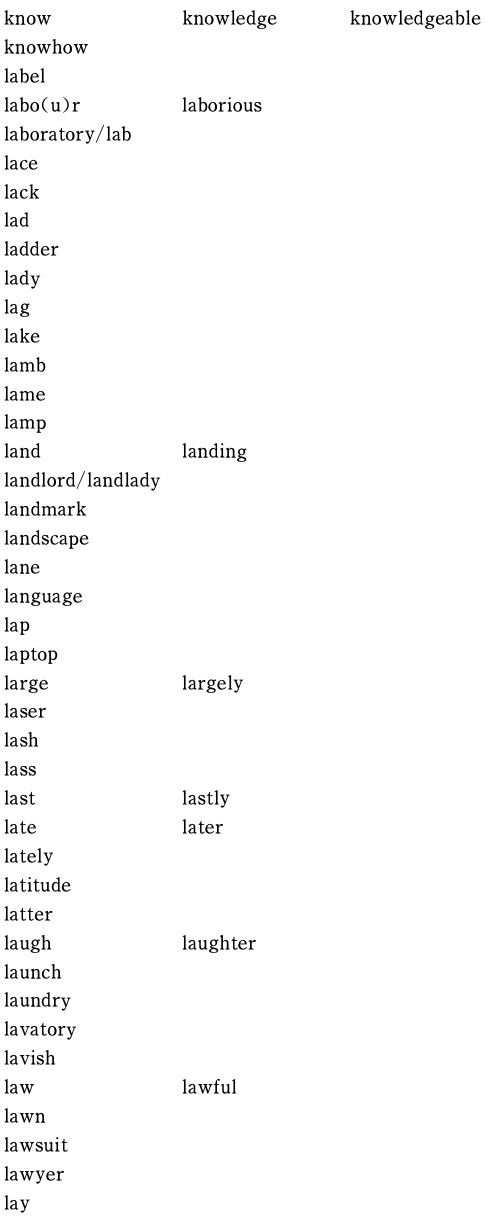 know knowledge knowledgeable
knowhow
label
labo(u)r laborious
laboratory/lab
lace
lack
lad
ladder
lady
lag
lake
lamb
lame
lamp
land landing
landlord/landlady
landmark
landscape
lane
language
lap
laptop
large largely
laser
lash
lass
last lastly
late later
lately
latitude
latter
laugh laughter
launch
laundry
lavatory
lavish
law lawful
lawn
lawsuit
lawyer
lay